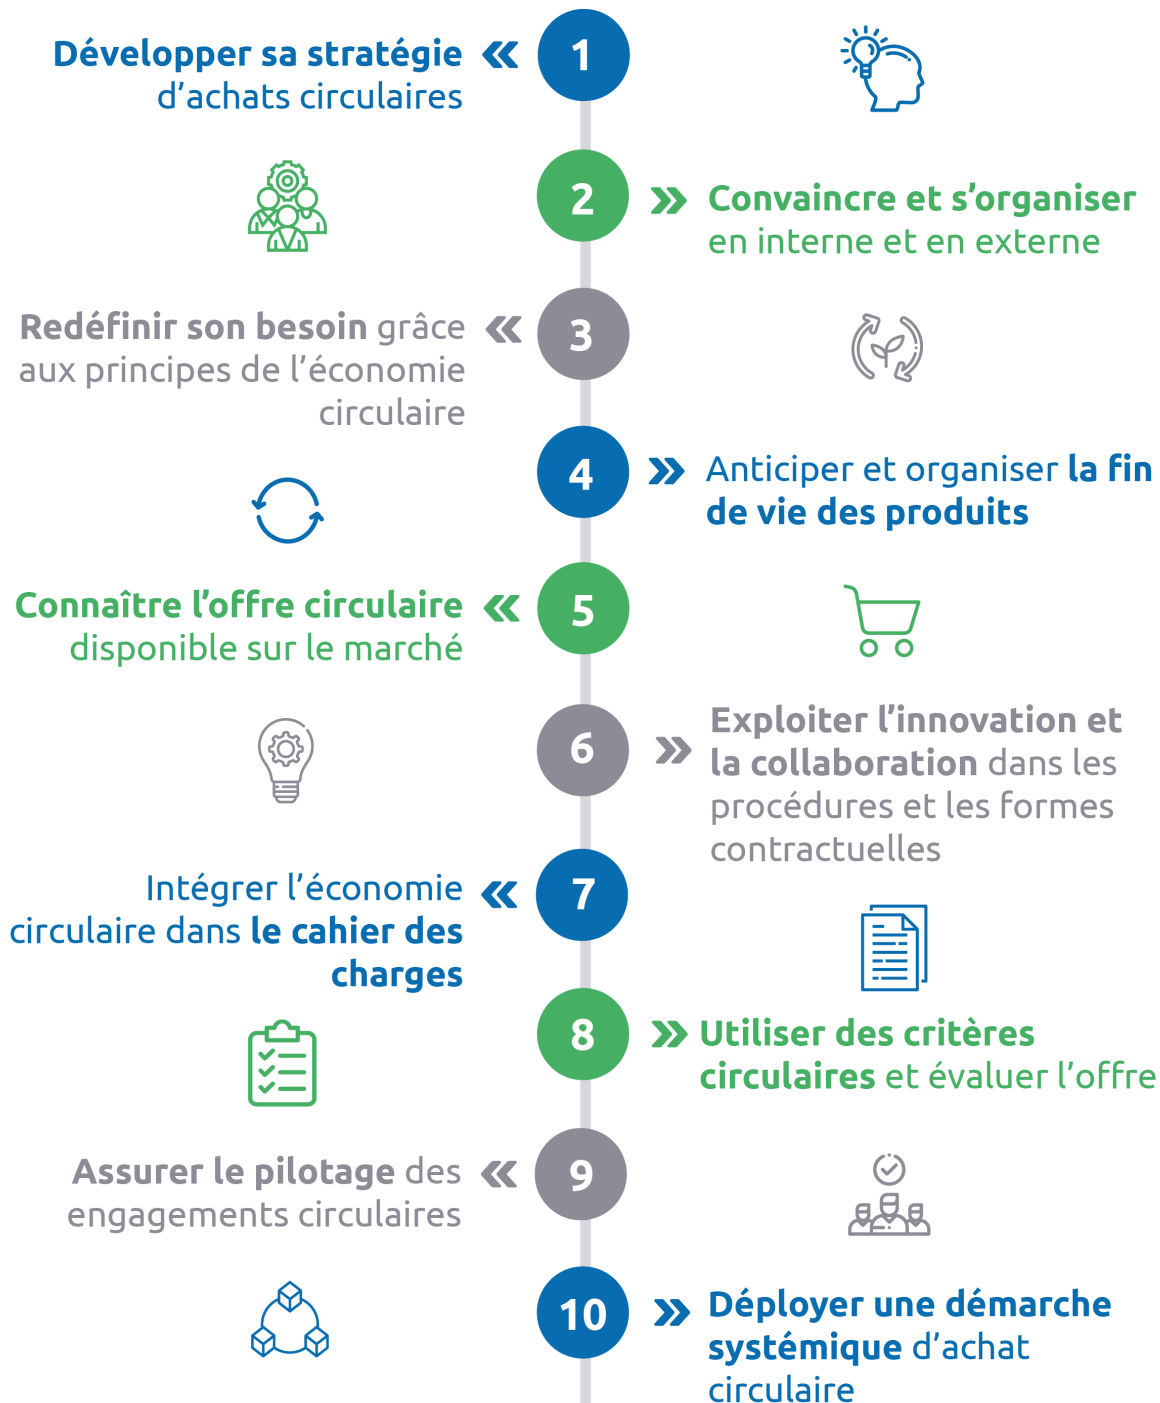 1
Développer sa stratégie
d’achats circulaires
2
Convaincre et s’organiser
en interne et en externe
3
Redéfinir son besoin grâce
aux principes de l’économie
circulaire
4
Anticiper et organiser la fin
de vie des produits
5
Connaître l’offre circulaire
disponible sur le marché
6
Exploiter l’innovation et
la collaboration dans les
procédures et les formes
contractuelles
7
Intégrer l’économie
circulaire dans le cahier des
charges
8
Utiliser des critères
circulaires et évaluer l’offre
9
Assurer le pilotage des
engagements circulaires
10
Déployer une démarche
systémique d’achat
circulaire